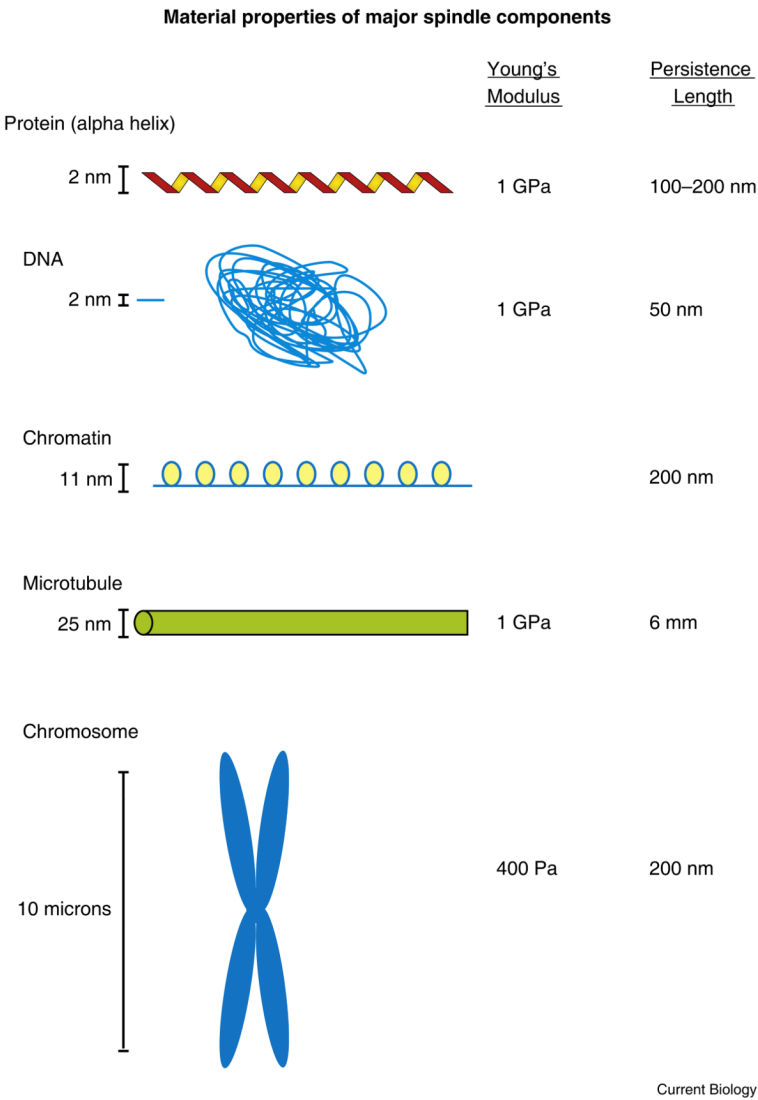 Material properties of major spindle components
Young's Persistence
Modulus Length
Protein (alpha helix)
2 nm 1 GPa 100–200 nm
DNA
2 nm 1 GPa 50 nm
Chromatin
11 nm 200 nm
Microtubule
25 nm 1 GPa 6 mm
Chromosome
400 Pa 200 nm
10 microns
Current Biology